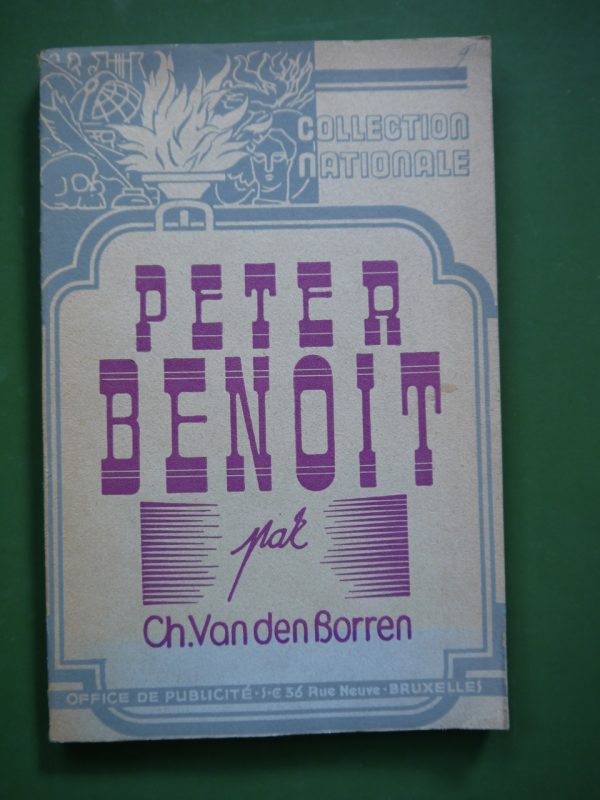 COLLECTION
NATIONALE
PETER
BENOIT
par
Ch. Van den Borren
OFFICE DE PUBLICITÉ · S · C 36 Rue Neuve · BRUXELLES